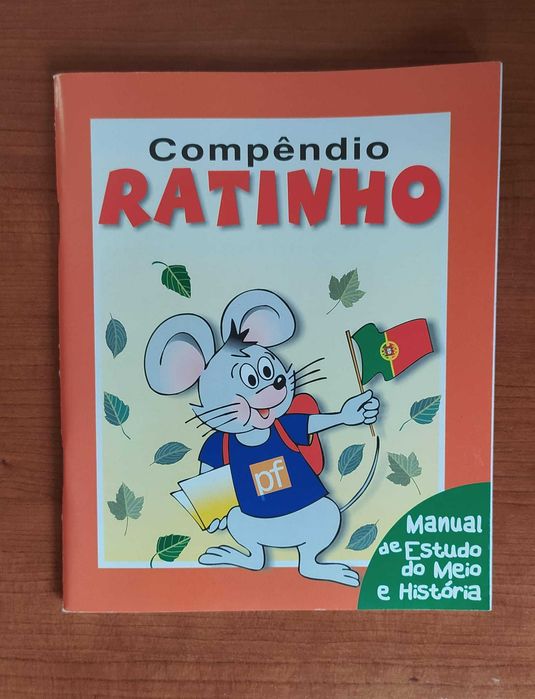 Compêndio
RATINHO
pf
Manual
de Estudo
do Meio
e História